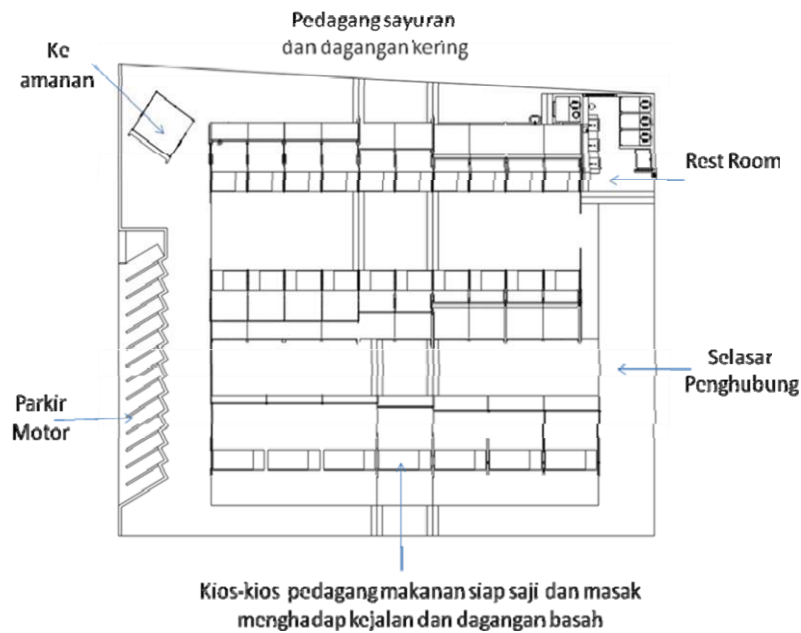 Pedagang sayuran
dan dagangan kering
Ke
amanan
Rest Room
Selasar
Penghubung
Parkir
Motor
Kios-kios pedagang makanan siap saji dan masak
menghadap kejalan dan dagangan basah